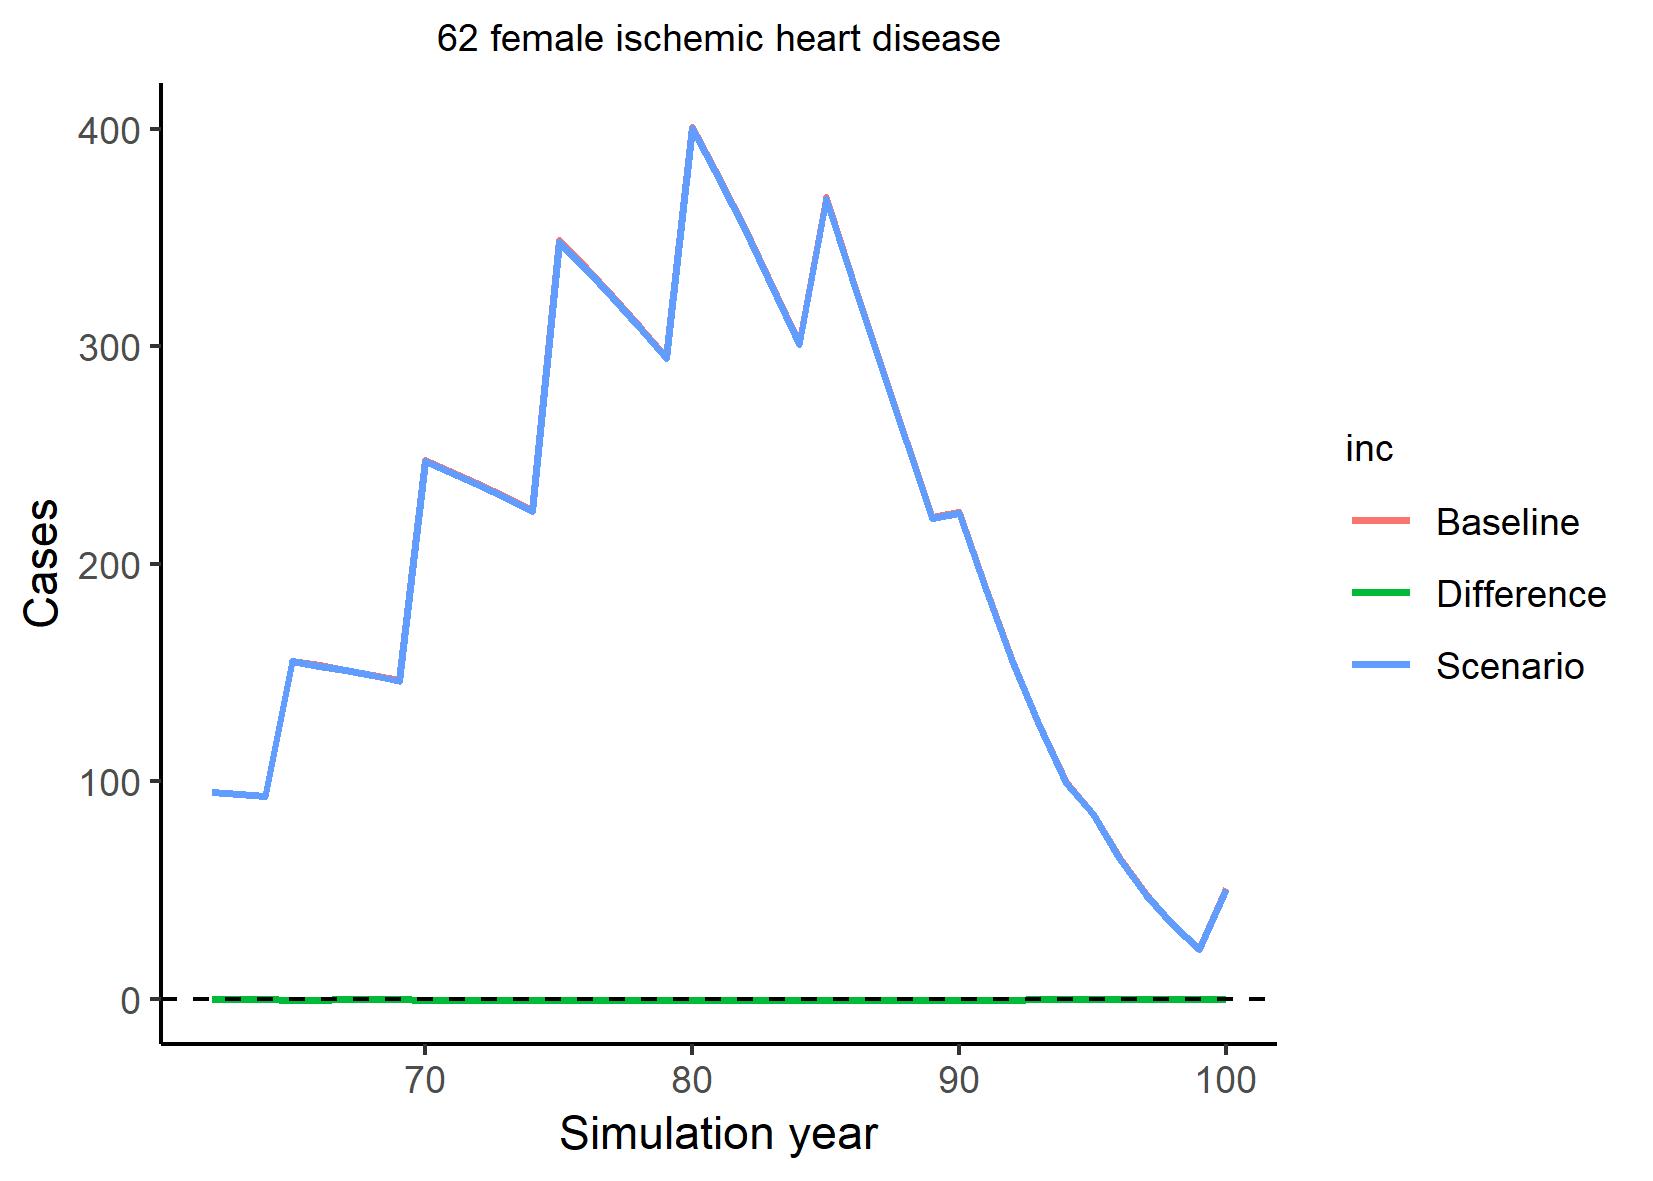 62 female ischemic heart disease
400
300
200
100
0
Cases
70 80 90 100
Simulation year
inc
Baseline
Difference
Scenario